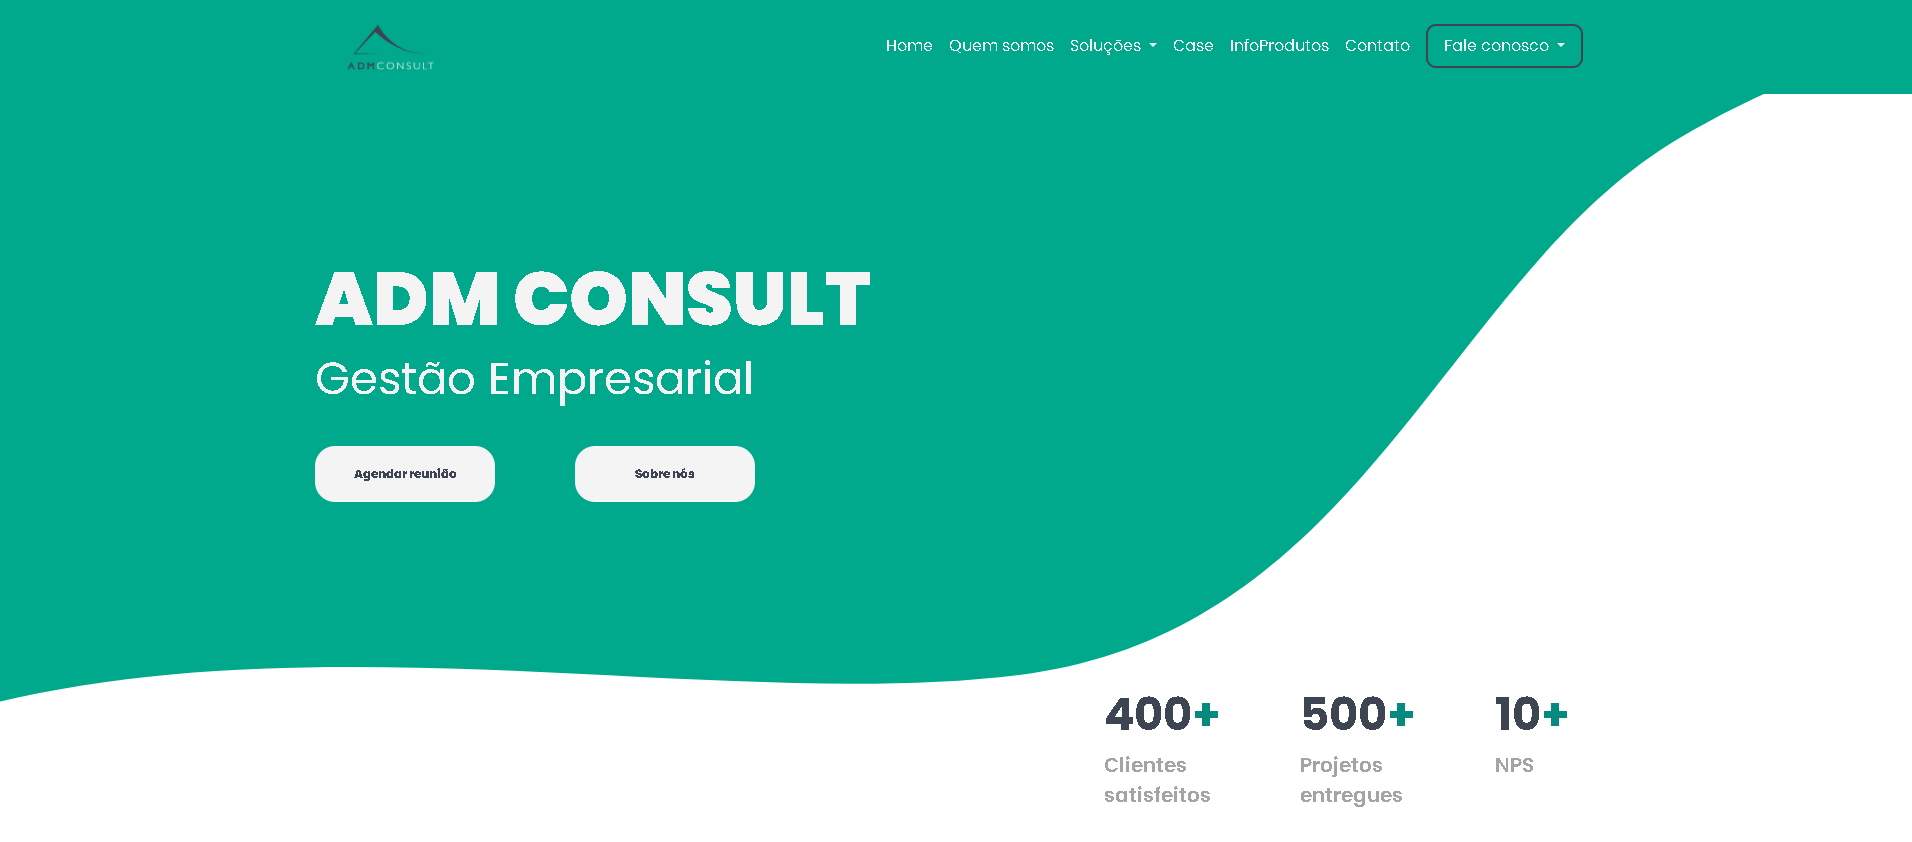 ADMCONSULT
Home Quem somos Soluções Case InfoProdutos Contato Fale conosco
ADM CONSULT
Gestão Empresarial
Agendar reunião Sobre nós
400+ 500+ 10+
Clientes Projetos NPS
satisfeitos entregues